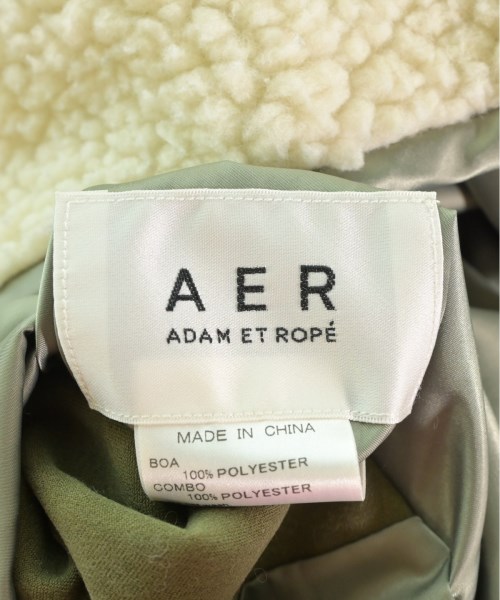 AER
ADAM ET ROPÉ
MADE IN CHINA
BOA
100% POLYESTER
COMBO
100% POLYESTER